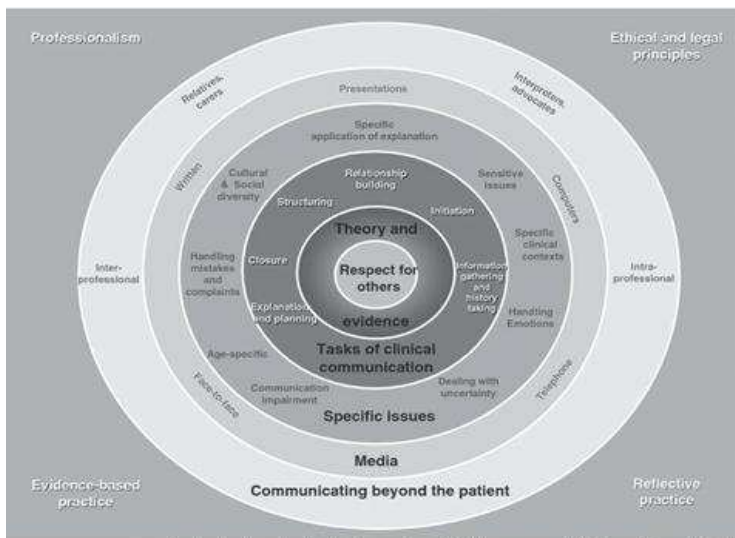 Professionalism
Ethical and legal
principles
Relatives,
carers
Interpreters,
advocates
Presentations
Specific
application of explanation
Written
Cultural
& Social
diversity
Relationship
building
Sensitive
issues
Computers
Structuring
Initiation
Theory and
Specific
clinical
contexts
Inter-
professional
Handling
mistakes
and
complaints
Closure
Respect for
others
Information
gathering
and
history
taking
Intra-
professional
Explanation
and planning
evidence
Handling
Emotions
Tasks of clinical
communication
Age-specific
Face-to-face
Communication
impairment
Dealing with
uncertainty
Telephone
Specific issues
Media
Communicating beyond the patient
Evidence-based
practice
Reflective
practice